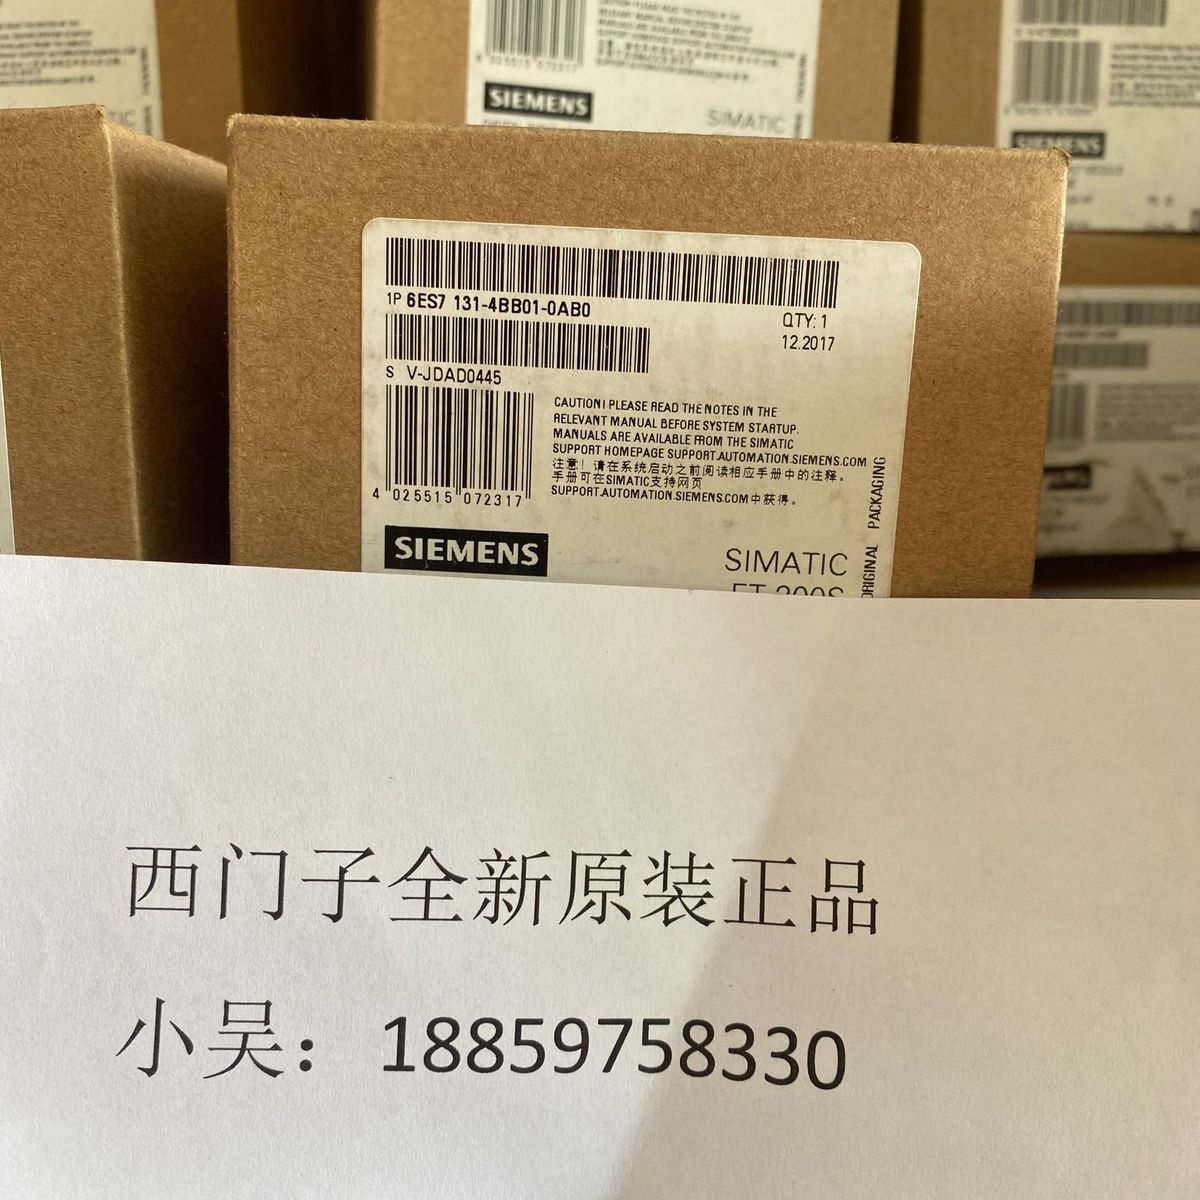 SIEMENS
SIMATIC
SIEMENS
1P 6ES7 131-4BB01-0AB0
QTY: 1
12.2017
S V-JDAD0445
CAUTION! PLEASE READ THE NOTES IN THE
RELEVANT MANUAL BEFORE SYSTEM STARTUP.
MANUALS ARE AVAILABLE FROM THE SIMATIC
SUPPORT HOMEPAGE SUPPORT.AUTOMATION.SIEMENS.COM
注意！请在系统启动之前阅读相应手册中的注释。
手册可在SIMATIC支持网页
SUPPORT.AUTOMATION.SIEMENS.COM中获得。
4 025515 072317
ORIGINAL PACKAGING
SIEMENS
SIMATIC
ET 200S
西门子全新原装正品
小吴：18859758330